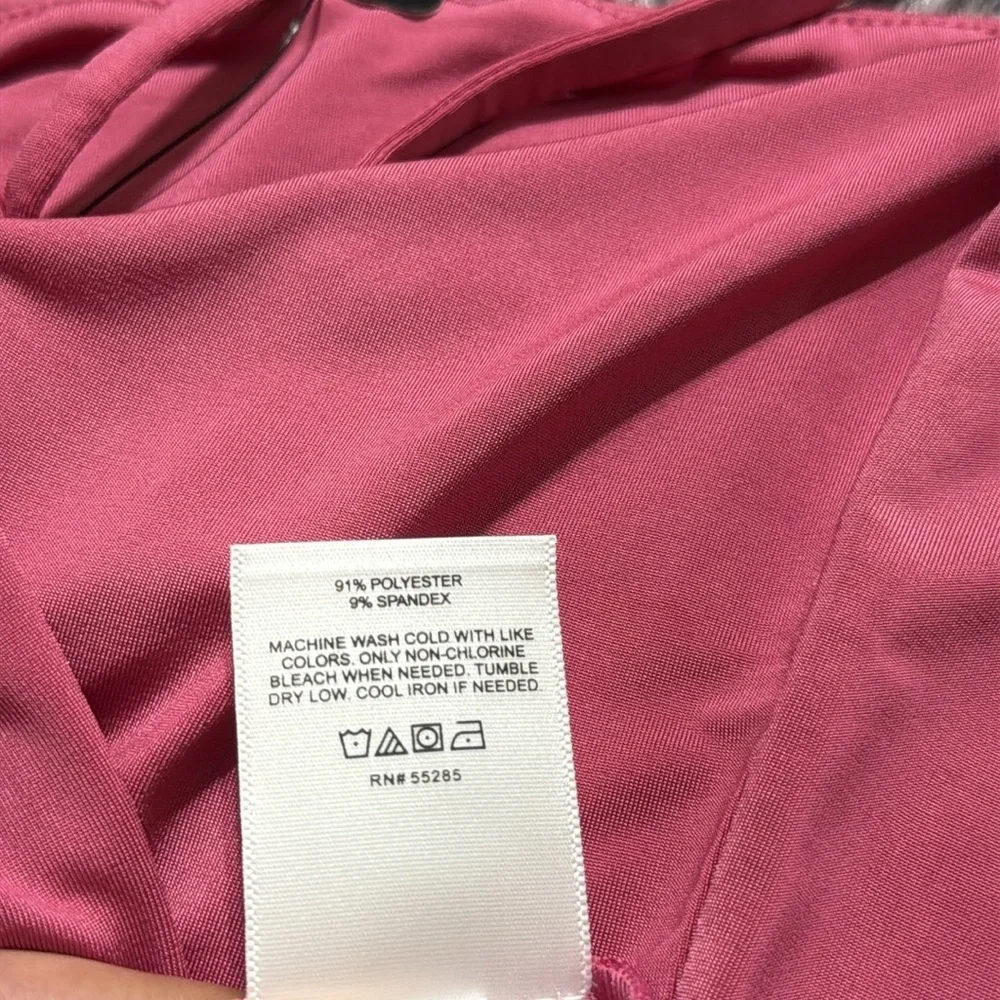 91% POLYESTER
9% SPANDEX
MACHINE WASH COLD WITH LIKE
COLORS. ONLY NON-CHLORINE
BLEACH WHEN NEEDED. TUMBLE
DRY LOW. COOL IRON IF NEEDED
RN# 55285